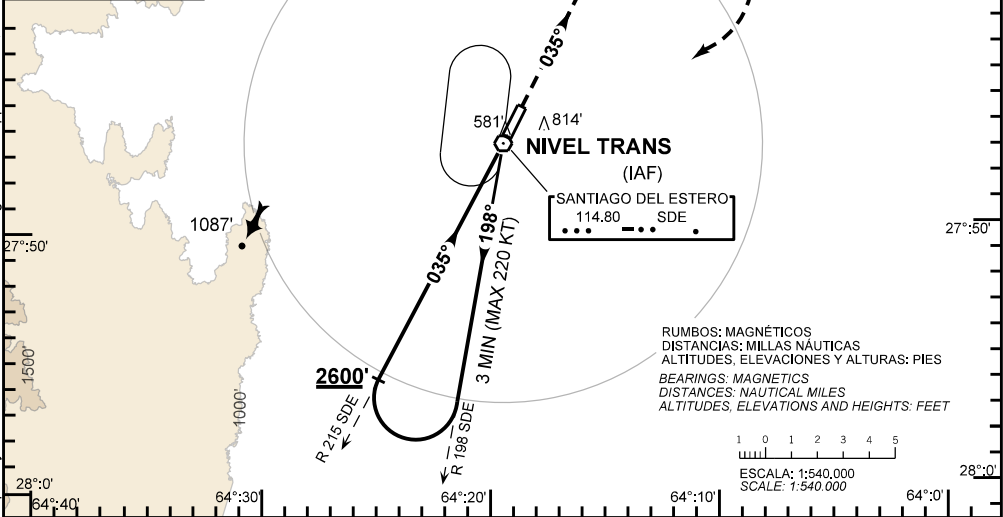 035°
581'
814'
NIVEL TRANS
(IAF)
SANTIAGO DEL ESTERO
114.80 SDE
1087'
27°:50'
27°:50'
198°
035°
3 MIN (MAX 220 KT)
RUMBOS: MAGNÉTICOS
DISTANCIAS: MILLAS NÁUTICAS
ALTITUDES, ELEVACIONES Y ALTURAS: PIES
BEARINGS: MAGNETICS
DISTANCES: NAUTICAL MILES
ALTITUDES, ELEVATIONS AND HEIGHTS: FEET
1500'
2600'
1000'
R 215 SDE
R 198 SDE
1 0 1 2 3 4 5
ESCALA: 1:540.000
SCALE: 1:540.000
28°:0'
28°:0'
64°:40'
64°:30'
64°:20'
64°:10'
64°:0'